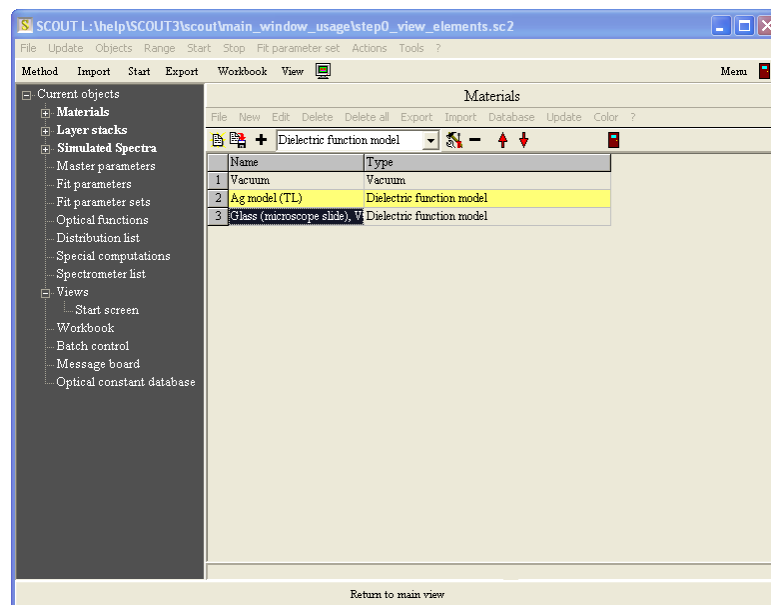 SCOUT L:\help\SCOUT3\scout\main_window_usage\step0_view_elements.sc2
File Update Objects Range Start Stop Fit parameter set Actions Tools ?
Method Import Start Export Workbook View Menu
Current objects
Materials
Layer stacks
Simulated Spectra
Master parameters
Fit parameters
Fit parameter sets
Optical functions
Distribution list
Special computations
Spectrometer list
Views
Start screen
Workbook
Batch control
Message board
Optical constant database
Materials
File New Edit Delete Delete all Export Import Database Update Color ?
Dielectric function model
Name Type
1 Vacuum Vacuum
2 Ag model (TL) Dielectric function model
3 Glass (microscope slide), V Dielectric function model
Return to main view